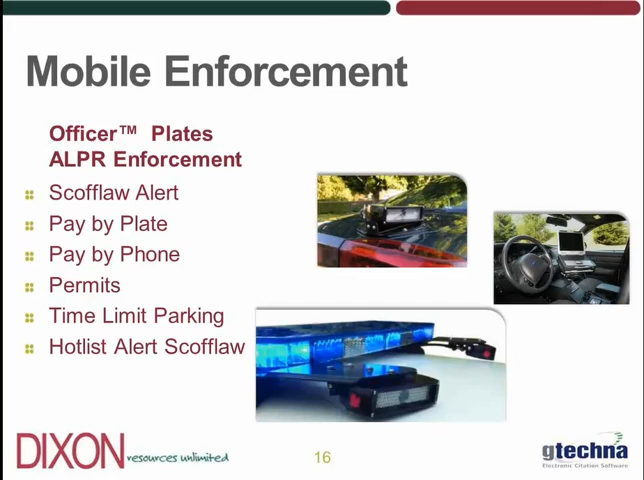 Mobile Enforcement
Officer™ Plates
ALPR Enforcement
Scofflaw Alert
Pay by Plate
Pay by Phone
Permits
Time Limit Parking
Hotlist Alert Scofflaw
DIXON resources unlimited
16
gtechna
Electronic Citation Software